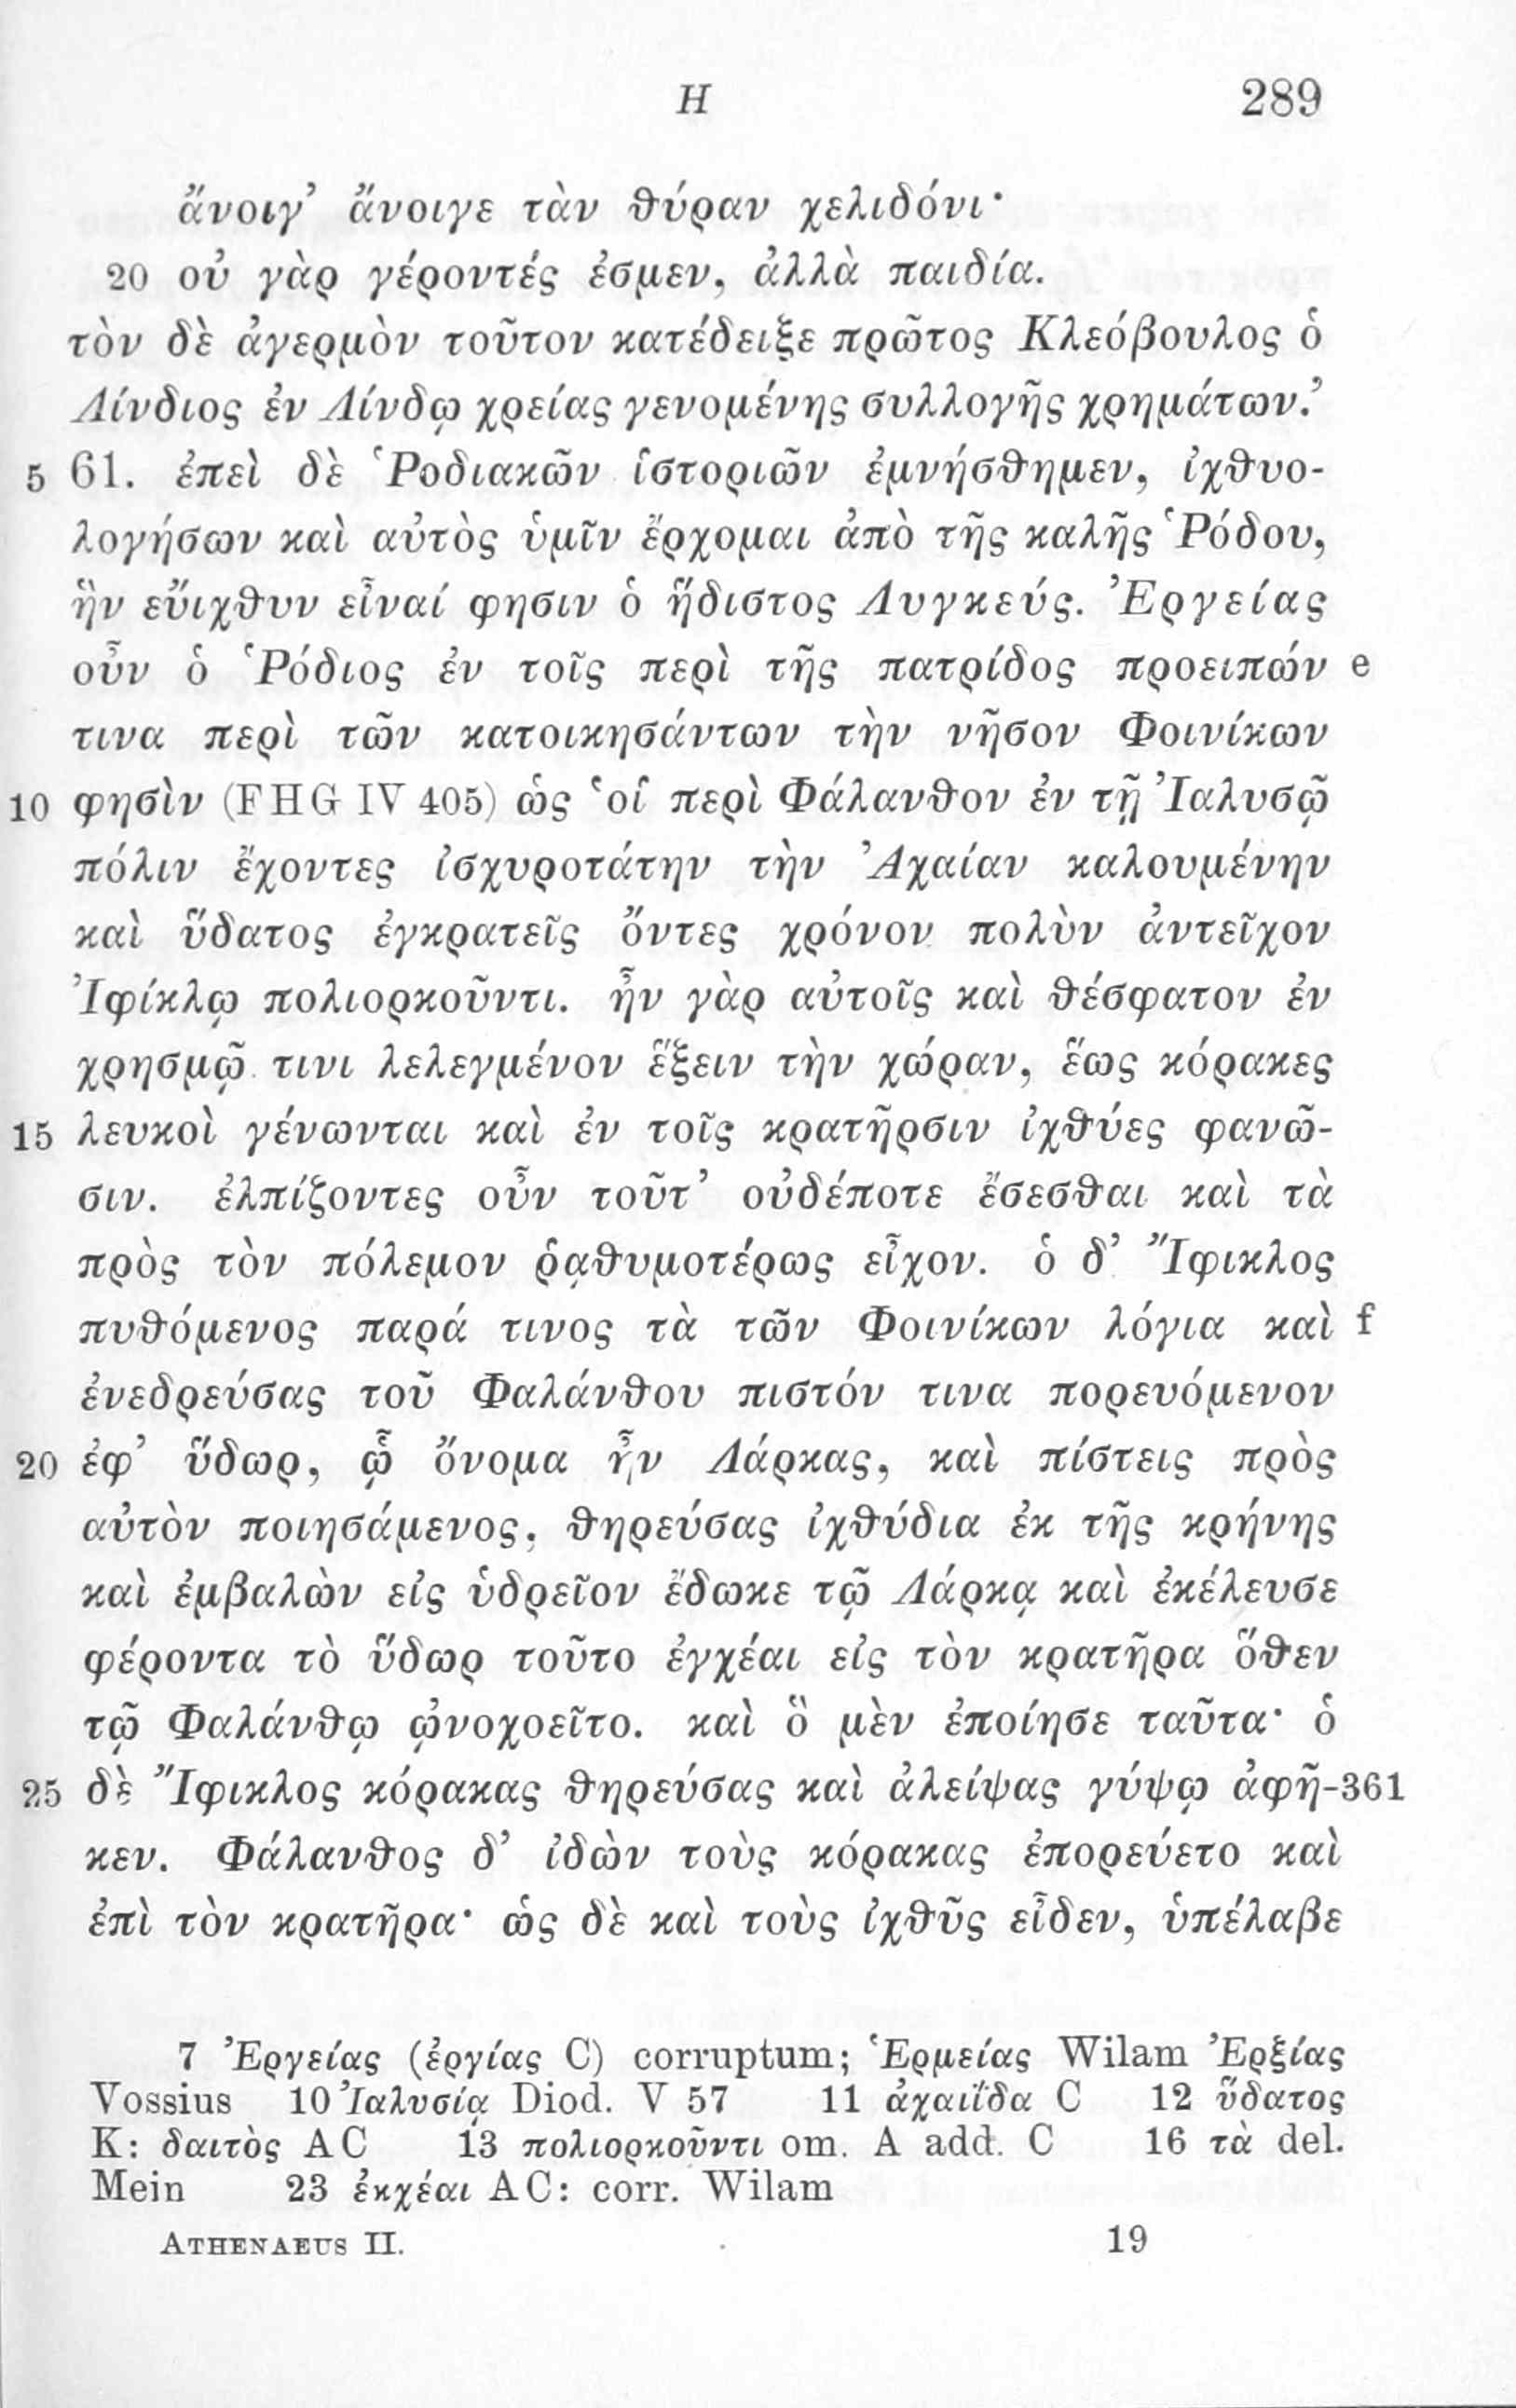 H 289
ἄνοιγ’ ἄνοιγε τὰν θύραν χελιδόνι·
20 οὐ γὰρ γέροντές ἐσμεν, ἀλλὰ παιδία.
τὸν δὲ ἀγερμὸν τοῦτον κατέδειξε πρῶτος Κλεόβουλος ὁ
Λίνδιος ἐν Λίνδῳ χρείας γενομένης συλλογῆς χρημάτων.’
5 61. ἐπεὶ δὲ Ῥοδιακῶν ἱστοριῶν ἐμνήσθημεν, ἰχθυο-
λογήσων καὶ αὐτὸς ὑμῖν ἔρχομαι ἀπὸ τῆς καλῆς Ῥόδου,
ἣν εὔιχθυν εἶναί φησιν ὁ ἥδιστος Λυγκεύς. Ἐργείας
οὖν ὁ Ῥόδιος ἐν τοῖς περὶ τῆς πατρίδος προειπών e
τινα περὶ τῶν κατοικησάντων τὴν νῆσον Φοινίκων
10 φησὶν (FHG IV 405) ὡς ‘οἱ περὶ Φάλανθον ἐν τῇ Ἰαλυσῷ
πόλιν ἔχοντες ἰσχυροτάτην τὴν Ἀχαίαν καλουμένην
καὶ ὕδατος ἐγκρατεῖς ὄντες χρόνον πολὺν ἀντεῖχον
Ἰφίκλῳ πολιορκοῦντι. ἦν γὰρ αὐτοῖς καὶ θέσφατον ἐν
χρησμῷ τινι λελεγμένον ἕξειν τὴν χώραν, ἕως κόρακες
15 λευκοὶ γένωνται καὶ ἐν τοῖς κρατῆρσιν ἰχθύες φανῶ-
σιν. ἐλπίζοντες οὖν τοῦτ’ οὐδέποτε ἔσεσθαι καὶ τὰ
πρὸς τὸν πόλεμον ῥᾳθυμοτέρως εἶχον. ὁ δ’ Ἴφικλος
πυθόμενος παρά τινος τὰ τῶν Φοινίκων λόγια καὶ f
ἐνεδρεύσας τοῦ Φαλάνθου πιστόν τινα πορευόμενον
20 ἐφ’ ὕδωρ, ᾧ ὄνομα ἦν Λάρκας, καὶ πίστεις πρὸς
αὐτὸν ποιησάμενος, θηρεύσας ἰχθύδια ἐκ τῆς κρήνης
καὶ ἐμβαλὼν εἰς ὑδρεῖον ἔδωκε τῷ Λάρκᾳ καὶ ἐκέλευσε
φέροντα τὸ ὕδωρ τοῦτο ἐγχέαι εἰς τὸν κρατῆρα ὅθεν
τῷ Φαλάνθῳ ᾠνοχοεῖτο. καὶ ὃ μὲν ἐποίησε ταῦτα· ὁ
25 δὲ Ἴφικλος κόρακας θηρεύσας καὶ ἀλείψας γύψῳ ἀφῆ- 361
κεν. Φάλανθος δ’ ἰδὼν τοὺς κόρακας ἐπορεύετο καὶ
ἐπὶ τὸν κρατῆρα· ὡς δὲ καὶ τοὺς ἰχθῦς εἶδεν, ὑπέλαβε
7 Ἐργείας (ἐργίας C) corruptum; Ἑρμείας Wilam Ἐρξίας
Vossius 10 Ἰαλυσίᾳ Diod. V 57 11 ἀχαιΐδα C 12 ὕδατος
K: δαιτὸς AC 13 πολιορκοῦντι om. A add. C 16 τὰ del.
Mein 23 ἐκχέαι AC: corr. Wilam
ATHENAEUS II. 19